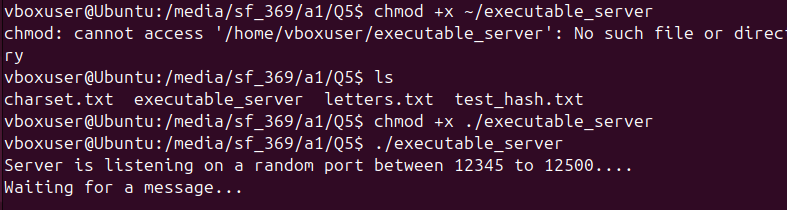 vboxuser@Ubuntu:/media/sf_369/a1/Q5$ chmod +x ~/executable_server
chmod: cannot access '/home/vboxuser/executable_server': No such file or direct
ry
vboxuser@Ubuntu:/media/sf_369/a1/Q5$ ls
charset.txt  executable_server  letters.txt  test_hash.txt
vboxuser@Ubuntu:/media/sf_369/a1/Q5$ chmod +x ./executable_server
vboxuser@Ubuntu:/media/sf_369/a1/Q5$ ./executable_server
Server is listening on a random port between 12345 to 12500....
Waiting for a message...